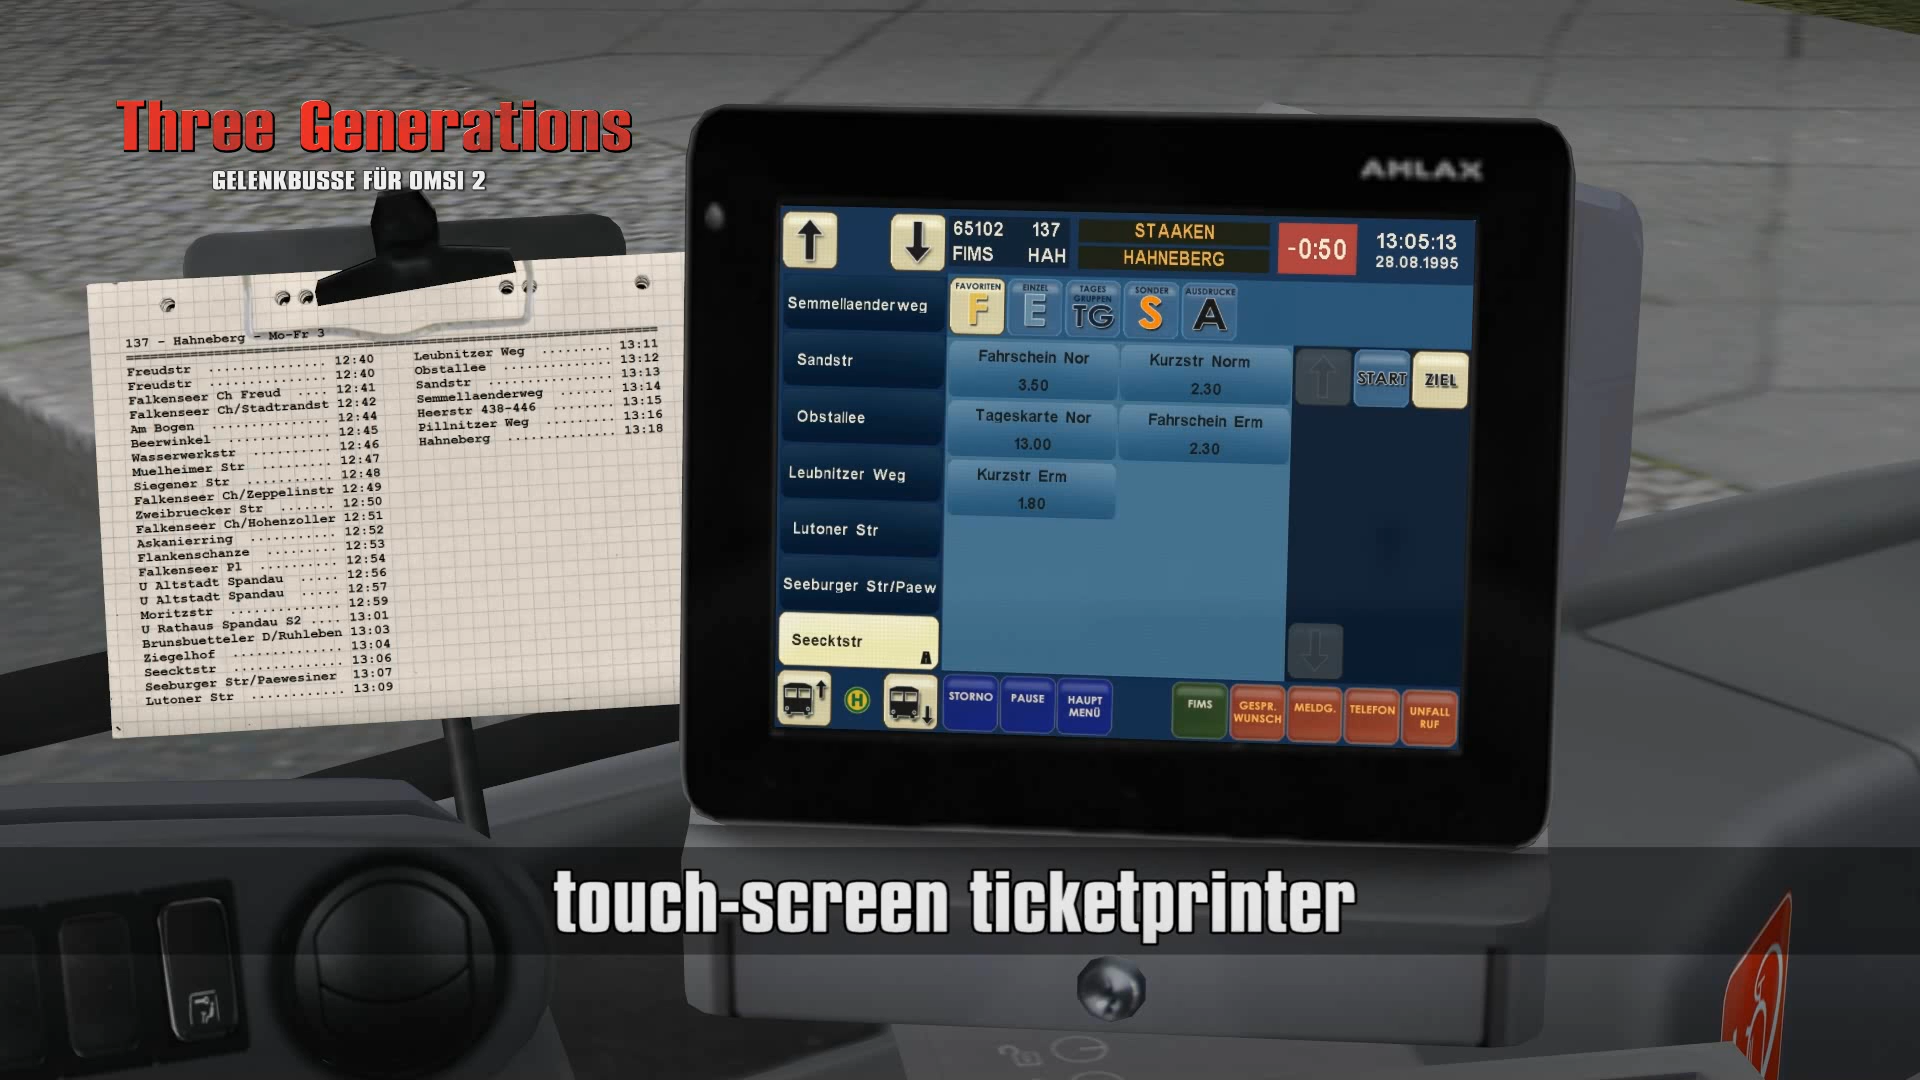 Three Generations
GELENKBUSSE FÜR OMSI 2
137 - Hahneberg - Mo-Fr 3
Freudstr ............... 12:40
Freudstr ............... 12:40
Falkenseer Ch Freud .... 12:41
Falkenseer Ch/Stadtrandst 12:42
Am Bogen ............... 12:44
Beerwinkel ............. 12:45
Wasserwerkstr .......... 12:46
Muelheimer Str ......... 12:47
Siegener Str ........... 12:48
Falkenseer Ch/Zeppelinstr 12:49
Zweibruecker Str ....... 12:50
Falkenseer Ch/Hohenzoller 12:51
Askanierring ........... 12:52
Flankenschanze ......... 12:53
Falkenseer Pl .......... 12:54
U Altstadt Spandau ..... 12:56
U Altstadt Spandau ..... 12:57
Moritzstr .............. 12:59
U Rathaus Spandau S2 .... 13:01
Brunsbuetteler D/Ruhleben 13:03
Ziegelhof .............. 13:04
Seecktstr .............. 13:06
Seeburger Str/Paewesiner 13:07
Lutoner Str ............ 13:09
Leubnitzer Weg ......... 13:11
Obstallee .............. 13:12
Sandstr ................ 13:13
Semmellaenderweg ....... 13:14
Heerstr 438-446 ........ 13:15
Pillnitzer Weg ......... 13:16
Hahneberg .............. 13:18
AHLAX
65102 137
FIMS HAH
STAAKEN
HAHNEBERG
-0:50
13:05:13
28.08.1995
Semmellaenderweg
Sandstr
Obstallee
Leubnitzer Weg
Lutoner Str
Seeburger Str/Paew
Seecktstr
FAVORITEN
F
EINZEL
E
TAGES
GRUPPEN
TG
SONDER
S
AUSDRUCKE
A
Fahrschein Nor
3.50
Kurzstr Norm
2.30
Tageskarte Nor
13.00
Fahrschein Erm
2.30
Kurzstr Erm
1.80
START
ZIEL
H
STORNO
PAUSE
HAUPT
MENÜ
FIMS
GESPR.
WUNSCH
MELDG.
TELEFON
UNFALL
RUF
touch-screen ticketprinter